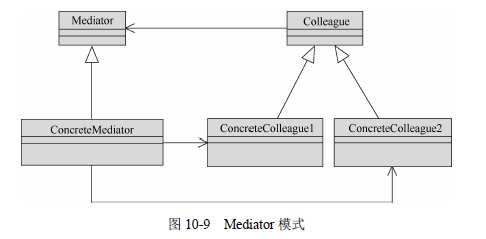 Mediator
Colleague
ConcreteMediator
ConcreteColleague1
ConcreteColleague2
图 10-9 Mediator 模式